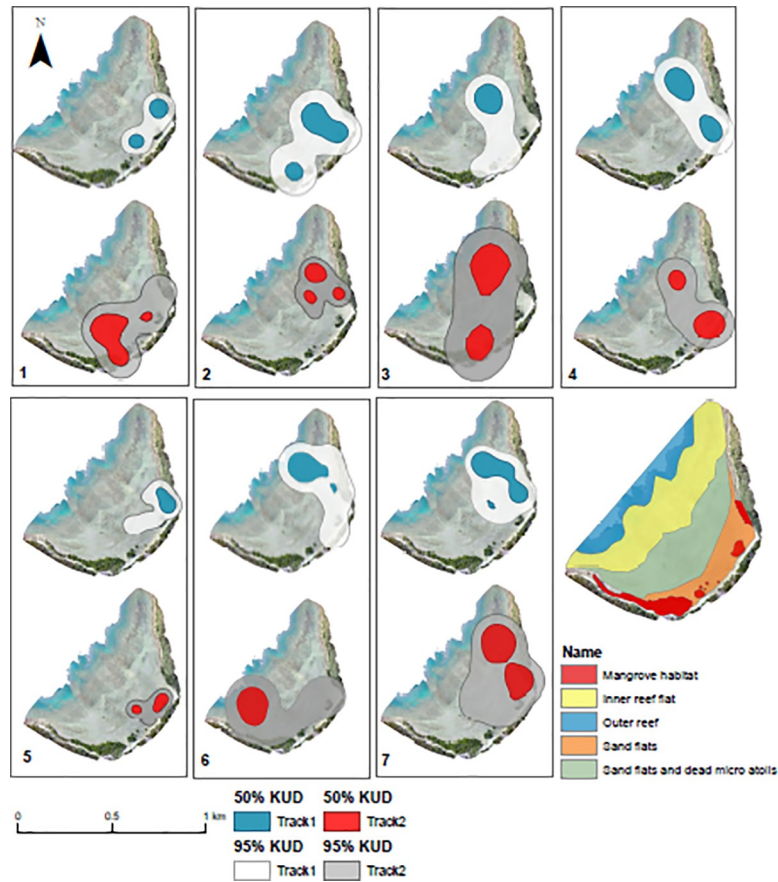 N
1
2
3
4
5
6
7
Name
Mangrove habitat
Inner reef flat
Outer reef
Sand flats
Sand flats and dead micro atolls
0 0.5 1 km
50% KUD 50% KUD
Track1 Track2
95% KUD 95% KUD
Track1 Track2